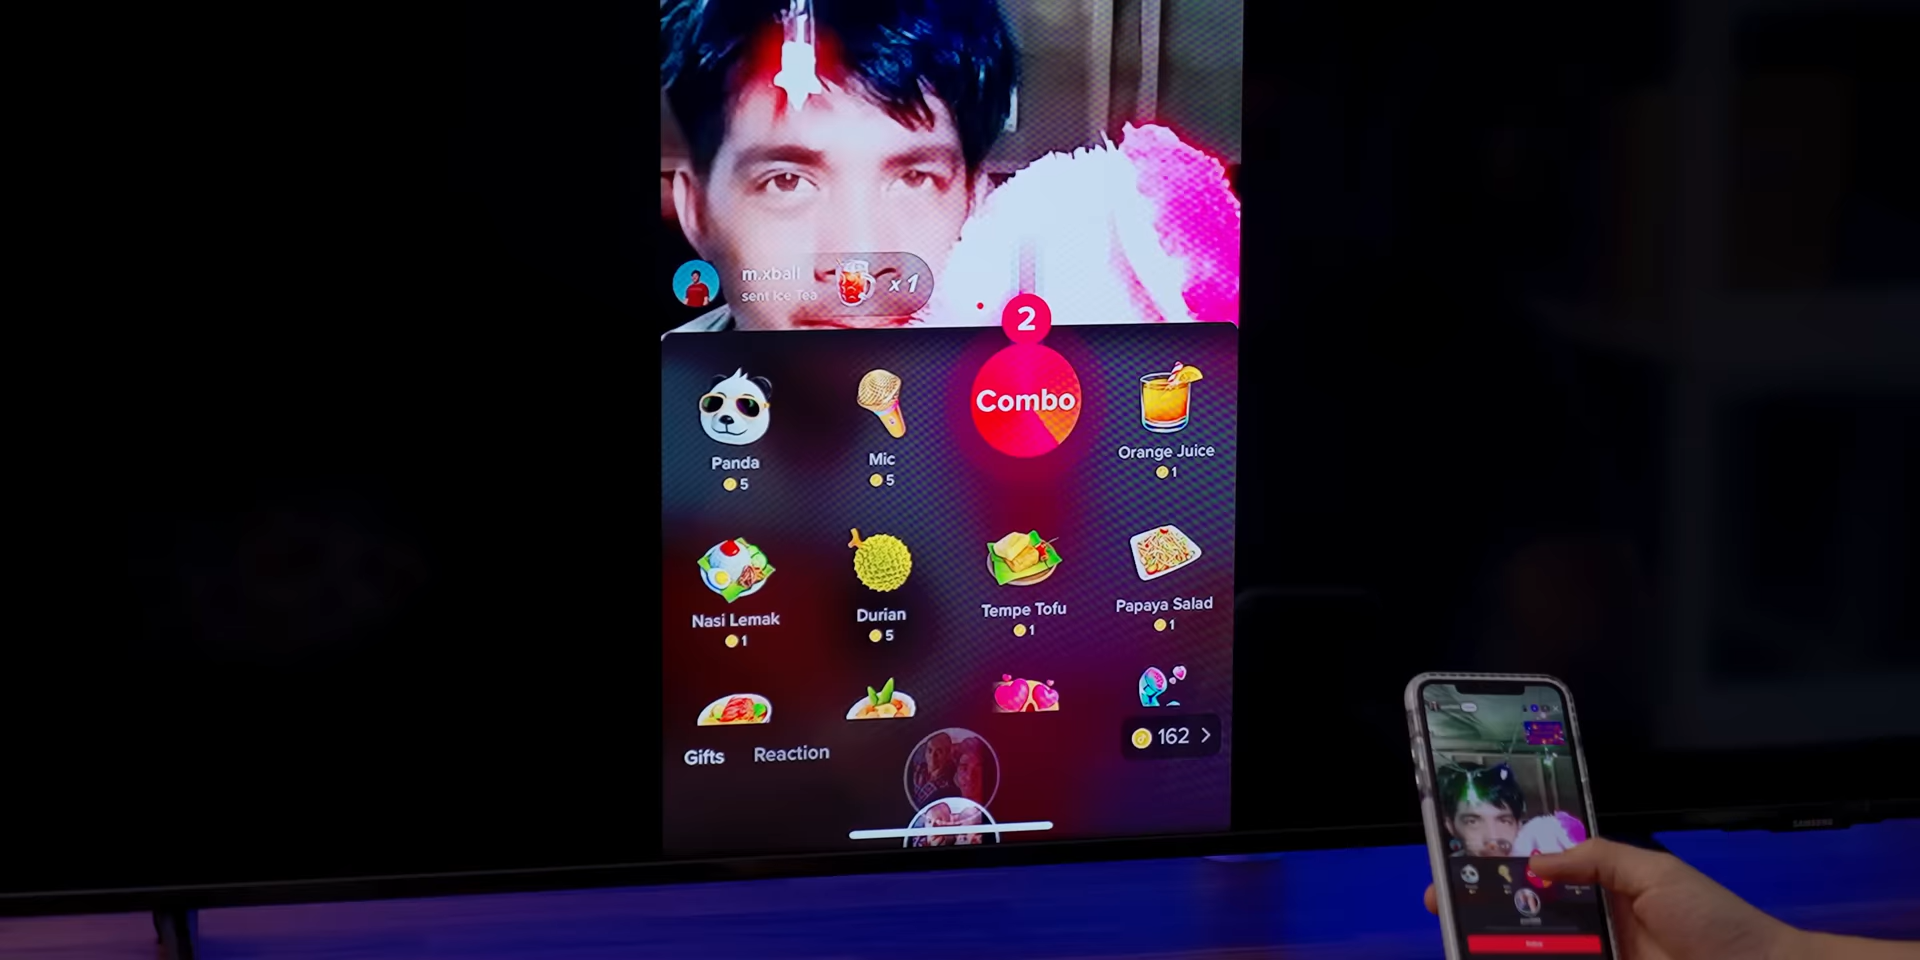 m.xball
sent Ice Tea
x1
2
Combo
Panda
5
Mic
5
Orange Juice
1
Nasi Lemak
1
Durian
5
Tempe Tofu
1
Papaya Salad
1
Gifts
Reaction
162 >
SAMSUNG